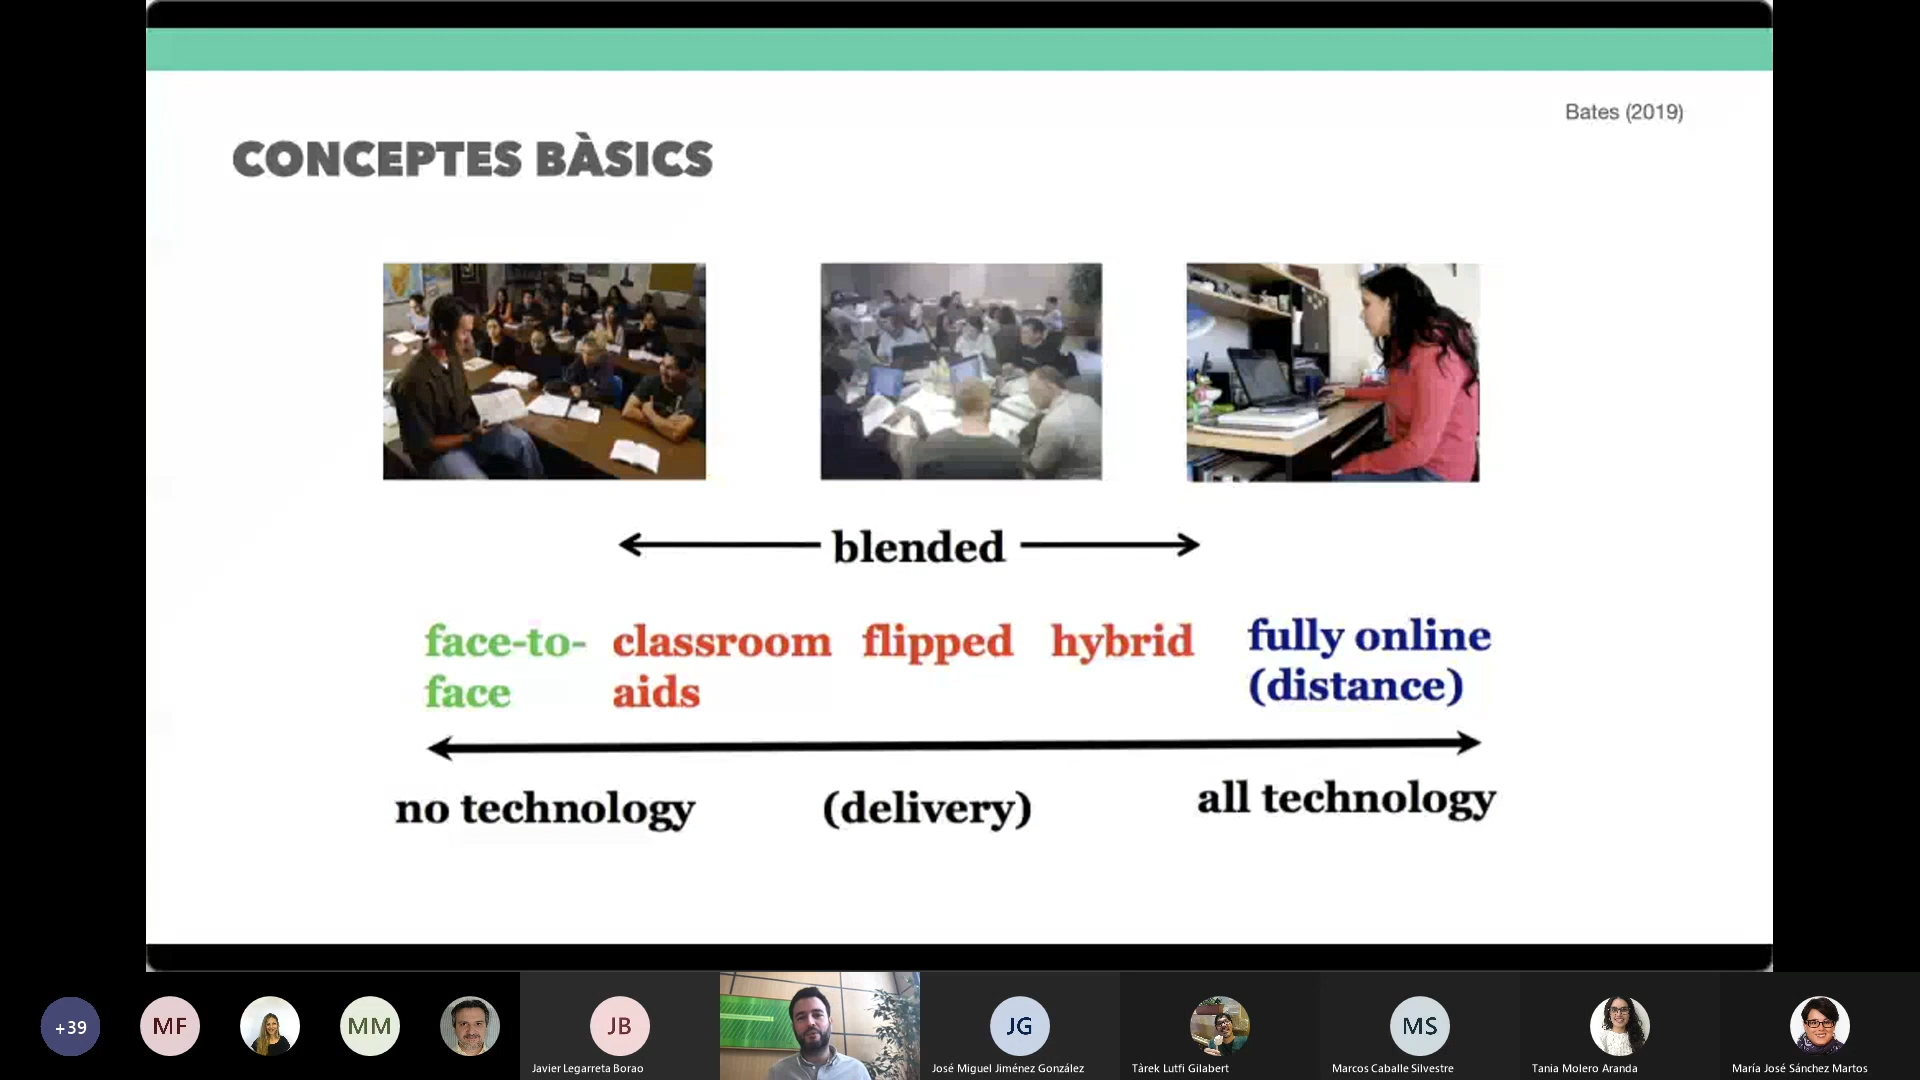 Bates (2019)
CONCEPTES BÀSICS
blended
face-to-
face
classroom
aids
flipped
hybrid
fully online
(distance)
no technology
(delivery)
all technology
+39
MF
MM
JB
Javier Legarreta Borao
JG
José Miguel Jiménez González
Tàrek Lutfi Gilabert
MS
Marcos Caballe Silvestre
Tania Molero Aranda
María José Sánchez Martos